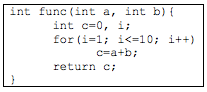 int func(int a, int b){
int c=0, i;
for(i=1; i<=10; i++)
c=a+b;
return c;
}